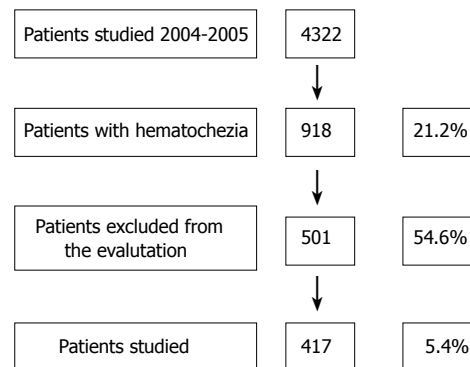 Patients studied 2004-2005 4322
Patients with hematochezia 918 21.2%
Patients excluded from
the evalutation 501 54.6%
Patients studied 417 5.4%